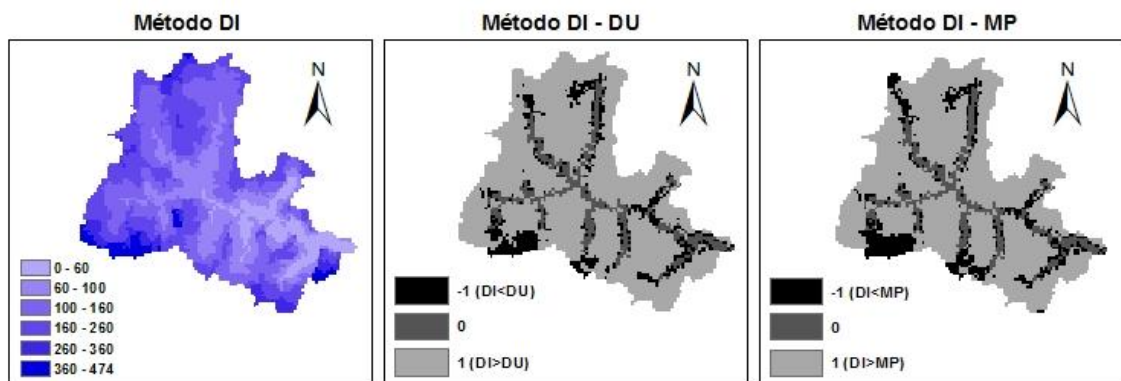 Método DI
N
0 - 60
60 - 100
100 - 160
160 - 260
260 - 360
360 - 474
Método DI - DU
N
-1 (DI<DU)
0
1 (DI>DU)
Método DI - MP
N
-1 (DI<MP)
0
1 (DI>MP)